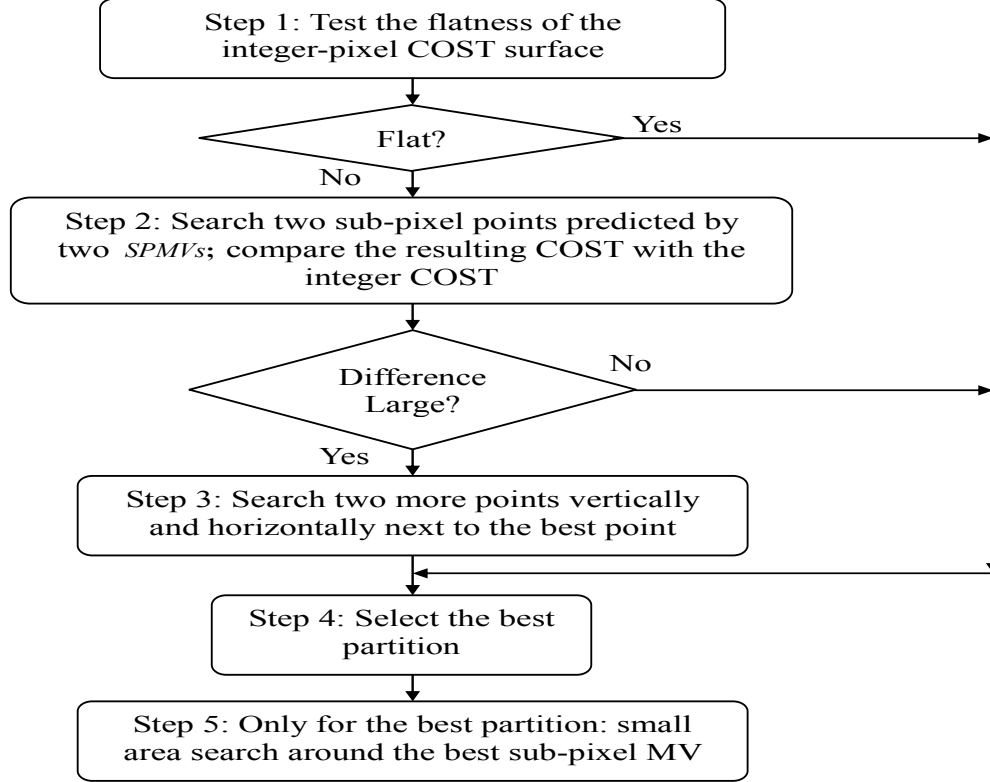 Step 1: Test the flatness of the
integer-pixel COST surface
Flat?
Yes
No
Step 2: Search two sub-pixel points predicted by
two SPMVs; compare the resulting COST with the
integer COST
Difference
Large?
No
Yes
Step 3: Search two more points vertically
and horizontally next to the best point
Step 4: Select the best
partition
Step 5: Only for the best partition: small
area search around the best sub-pixel MV